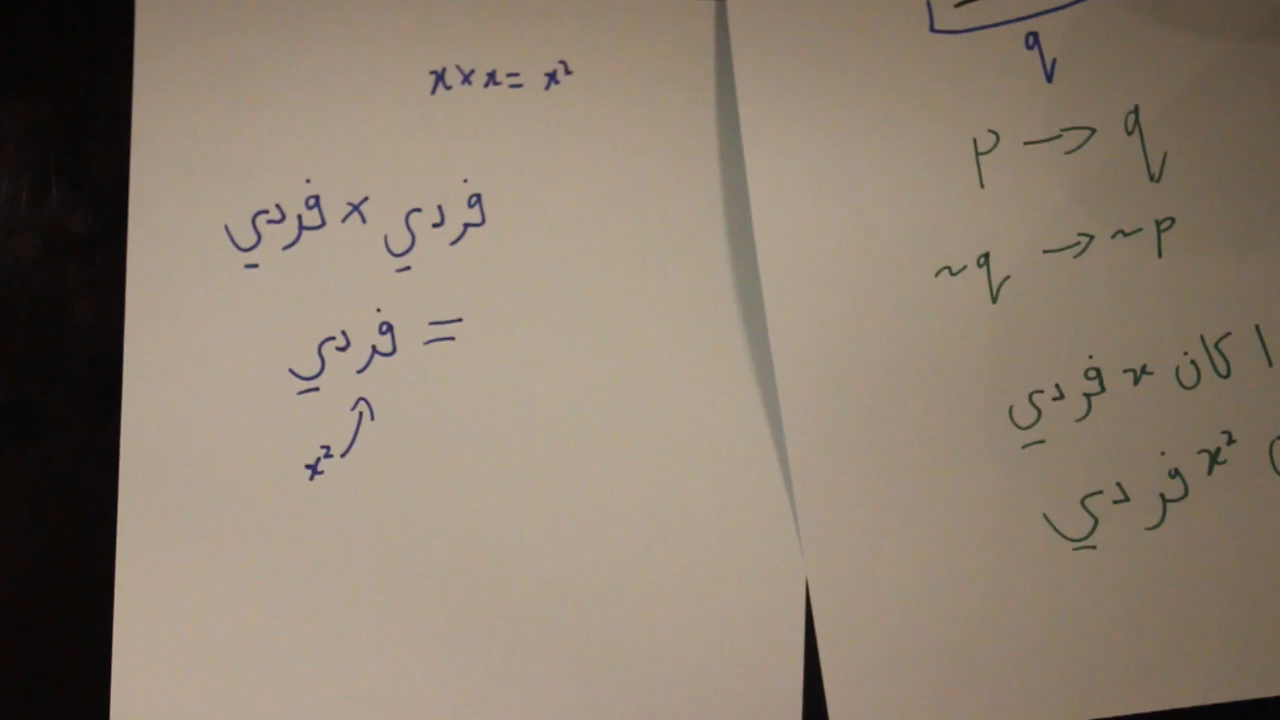 x × x = x²
فردي × فردي
= فردي
x²
q
p → q
~q → ~p
كان x فردي
x² فردي